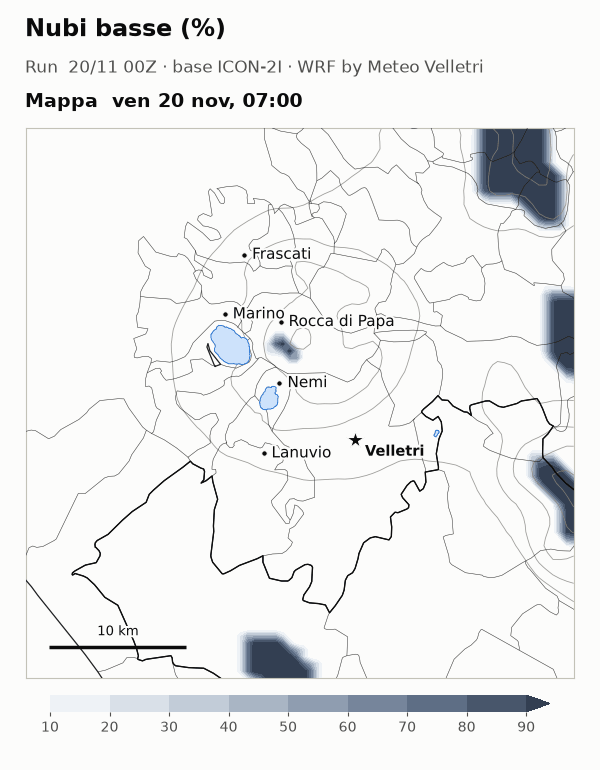 Nubi basse (%)
Run  20/11 00Z · base ICON-2I · WRF by Meteo Velletri
Mappa  ven 20 nov, 07:00
Frascati
Marino
Rocca di Papa
Nemi
Velletri
Lanuvio
10 km
10 20 30 40 50 60 70 80 90